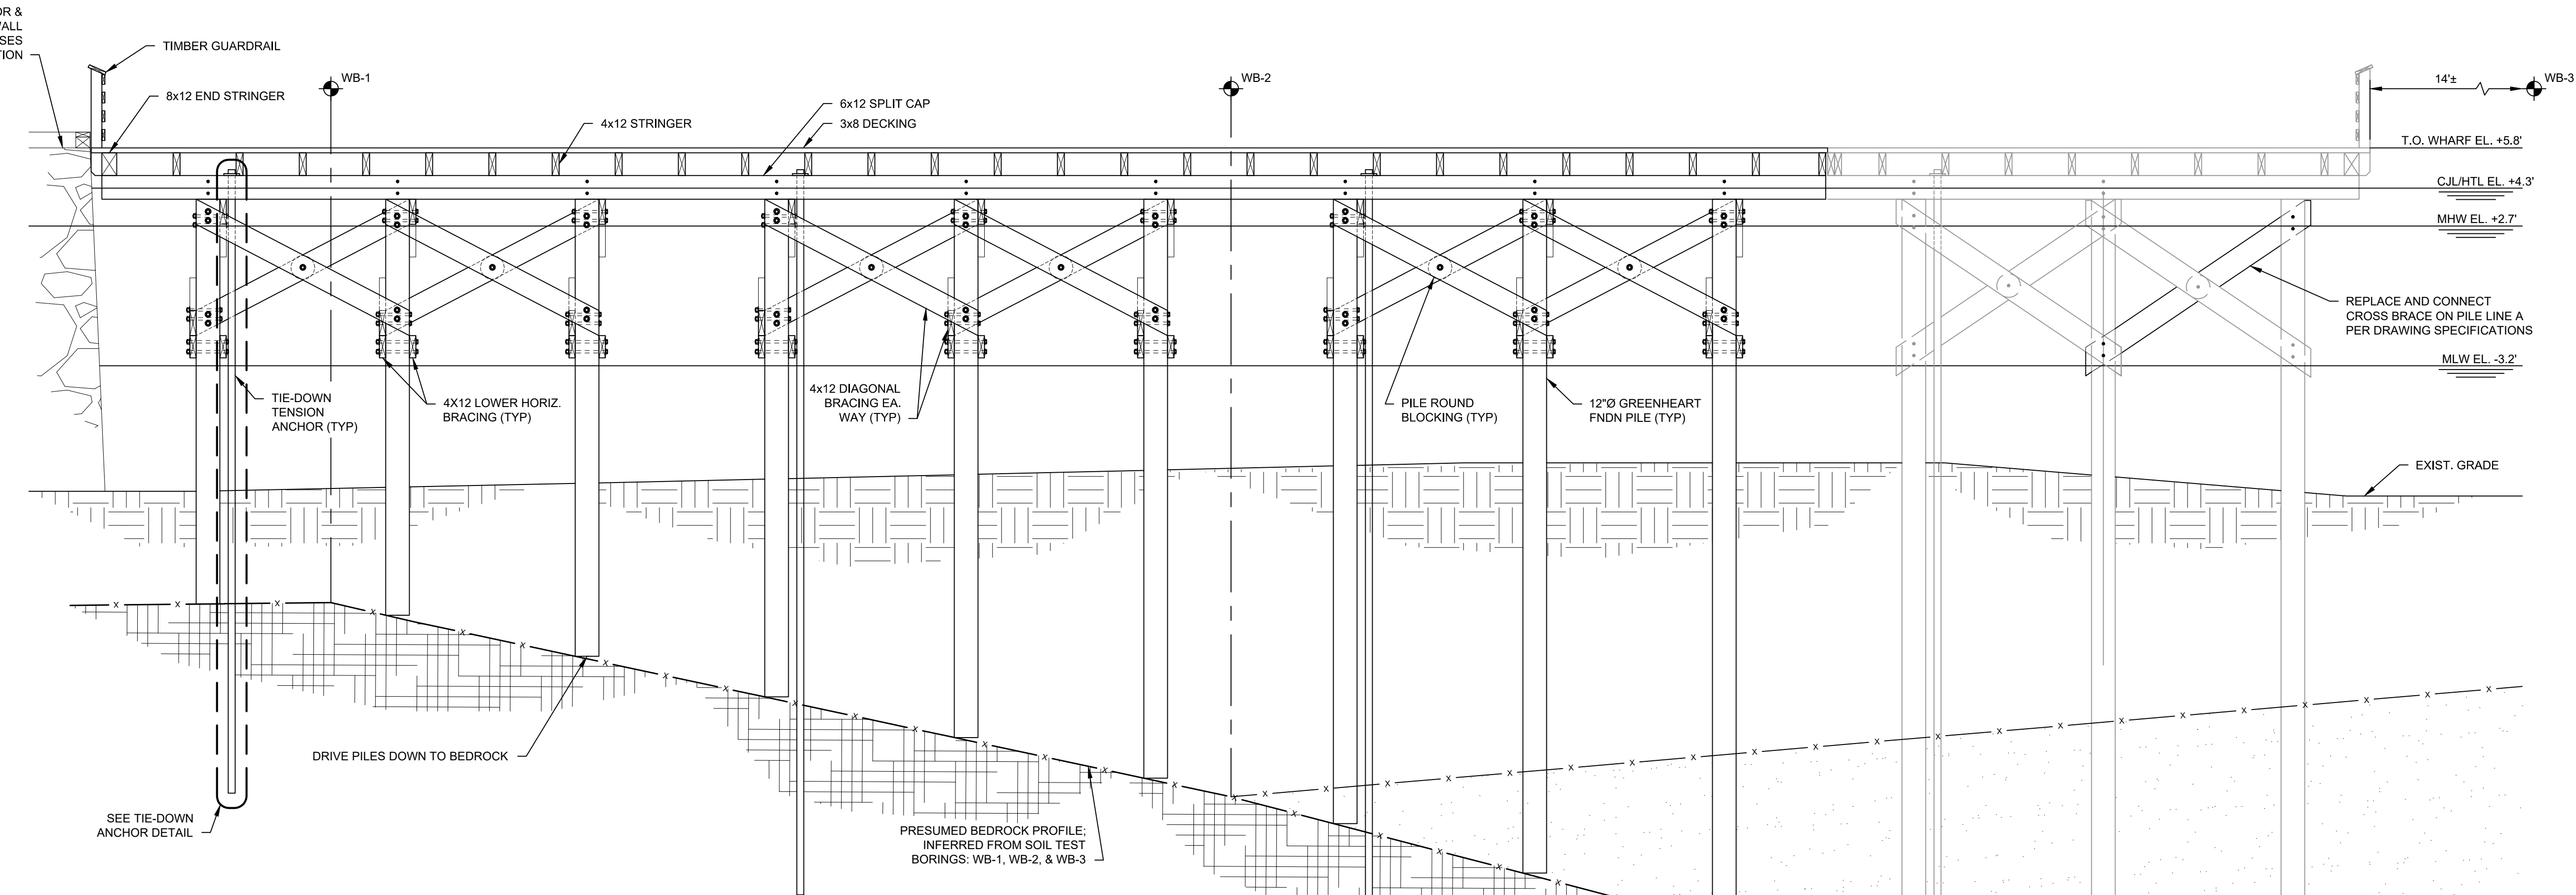 OR &
WALL
SES
TION
TIMBER GUARDRAIL
8x12 END STRINGER
WB-1
4x12 STRINGER
6x12 SPLIT CAP
3x8 DECKING
WB-2
14'±
WB-3
T.O. WHARF EL. +5.8'
CJL/HTL EL. +4.3'
MHW EL. +2.7'
REPLACE AND CONNECT
CROSS BRACE ON PILE LINE A
PER DRAWING SPECIFICATIONS
MLW EL. -3.2'
TIE-DOWN
TENSION
ANCHOR (TYP)
4X12 LOWER HORIZ.
BRACING (TYP)
4x12 DIAGONAL
BRACING EA.
WAY (TYP)
PILE ROUND
BLOCKING (TYP)
12"Ø GREENHEART
FNDN PILE (TYP)
EXIST. GRADE
DRIVE PILES DOWN TO BEDROCK
SEE TIE-DOWN
ANCHOR DETAIL
PRESUMED BEDROCK PROFILE;
INFERRED FROM SOIL TEST
BORINGS: WB-1, WB-2, & WB-3